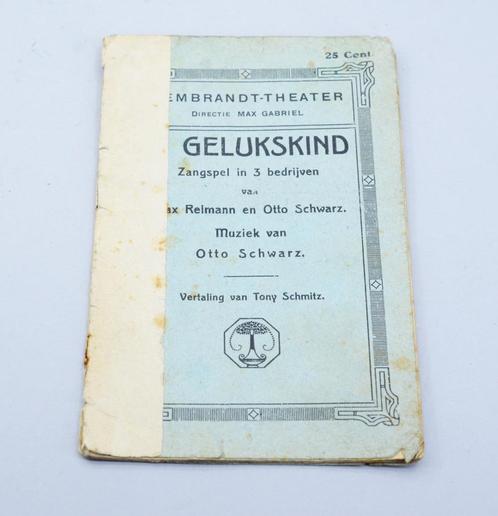 25 Cent
EMBRANDT-THEATER
DIRECTIE MAX GABRIEL
GELUKSKIND
Zangspel in 3 bedrijven
van
ax Relmann en Otto Schwarz.
Muziek van
Otto Schwarz.
Vertaling van Tony Schmitz.